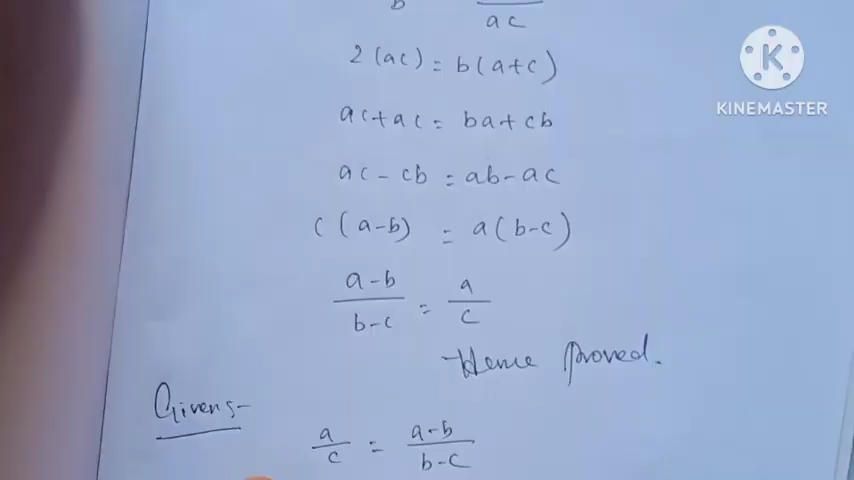 b
ac
2(ac) = b(a+c)
KINEMASTER
ac+ac = ba+cb
ac-cb = ab-ac
c(a-b) = a(b-c)
a-b / b-c = a / c
Hence proved.
Given:-
a / c = a-b / b-c